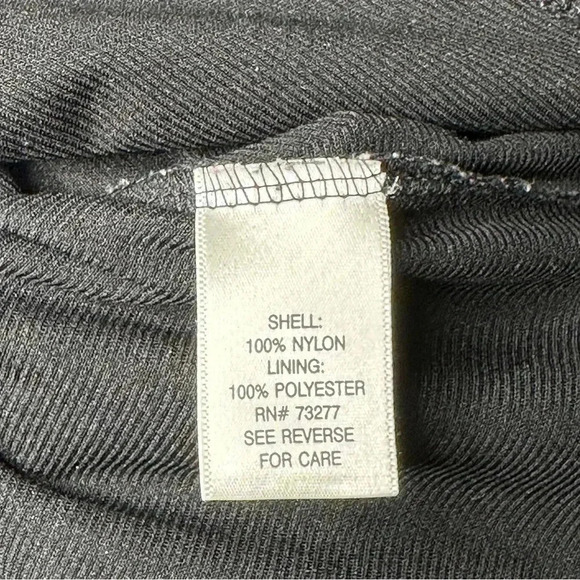 SHELL:
100% NYLON
LINING:
100% POLYESTER
RN# 73277
SEE REVERSE
FOR CARE